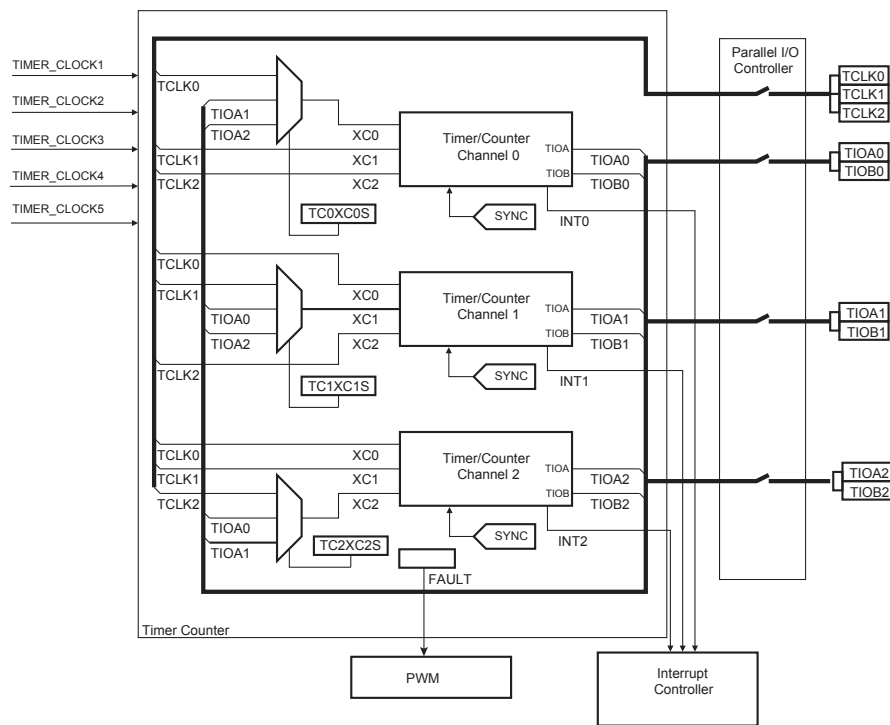 TIMER_CLOCK1
TIMER_CLOCK2
TIMER_CLOCK3
TIMER_CLOCK4
TIMER_CLOCK5
TCLK0
TIOA1
TIOA2
TCLK1
TCLK2
XC0
XC1
XC2
TC0XC0S
Timer/Counter
Channel 0
TIOA
TIOB
TIOA0
TIOB0
SYNC
INT0
TCLK0
TCLK1
TIOA0
TIOA2
TCLK2
XC0
XC1
XC2
TC1XC1S
Timer/Counter
Channel 1
TIOA
TIOB
TIOA1
TIOB1
SYNC
INT1
TCLK0
TCLK1
TCLK2
TIOA0
TIOA1
XC0
XC1
XC2
TC2XC2S
Timer/Counter
Channel 2
TIOA
TIOB
TIOA2
TIOB2
SYNC
INT2
FAULT
Timer Counter
PWM
Parallel I/O
Controller
TCLK0
TCLK1
TCLK2
TIOA0
TIOB0
TIOA1
TIOB1
TIOA2
TIOB2
Interrupt
Controller